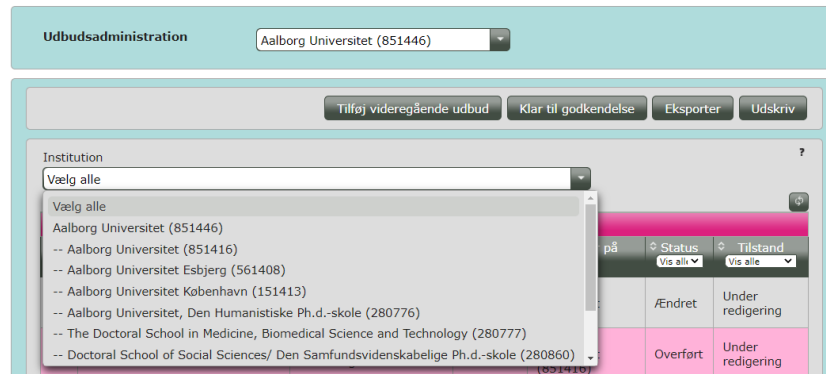 Udbudsadministration
Aalborg Universitet (851446)
Tilføj videregående udbud
Klar til godkendelse
Eksporter
Udskriv
Institution
?
Vælg alle
Vælg alle
Aalborg Universitet (851446)
-- Aalborg Universitet (851416)
-- Aalborg Universitet Esbjerg (561408)
-- Aalborg Universitet København (151413)
-- Aalborg Universitet, Den Humanistiske Ph.d.-skole (280776)
-- The Doctoral School in Medicine, Biomedical Science and Technology (280777)
-- Doctoral School of Social Sciences/ Den Samfundsvidenskabelige Ph.d.-skole (280860)
på
Status
Vis alle
Tilstand
Vis alle
Ændret
Under
redigering
Overført
Under
redigering
(851416)